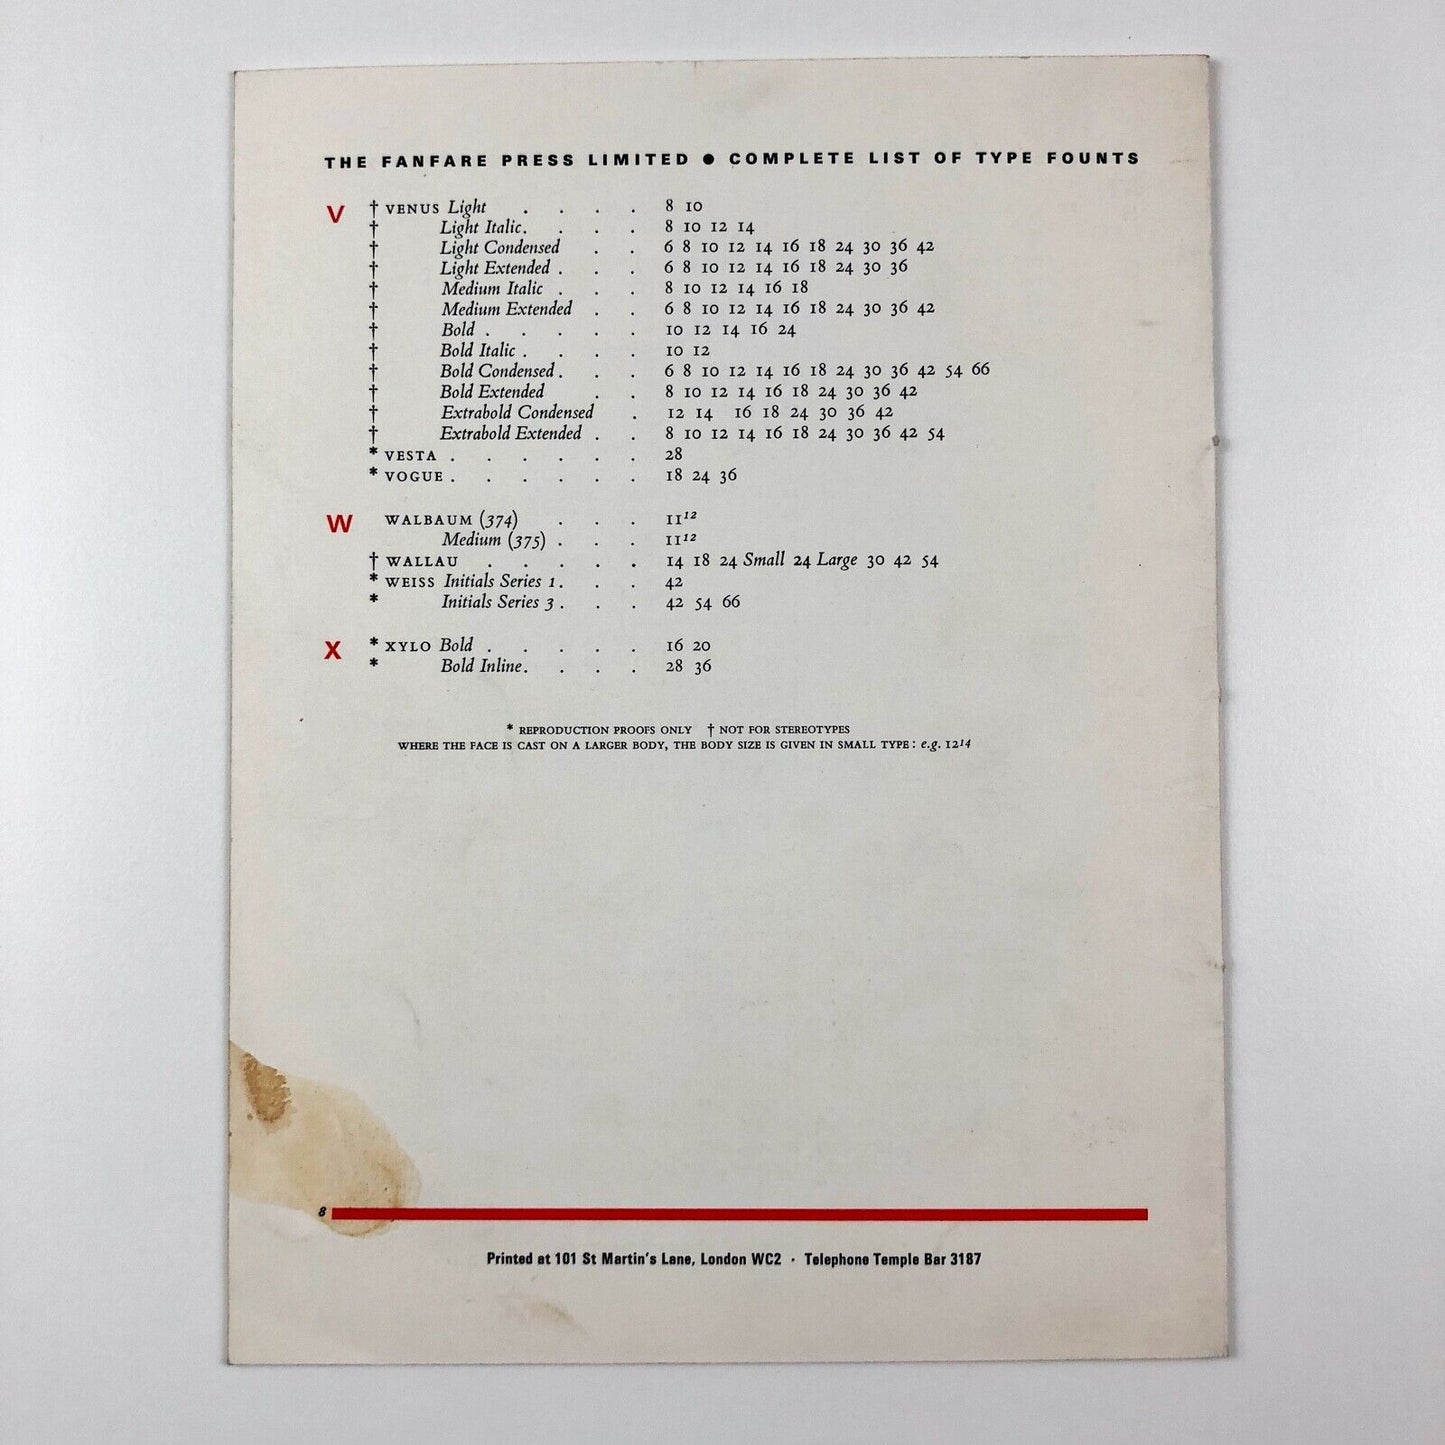 THE FANFARE PRESS LIMITED ● COMPLETE LIST OF TYPE FOUNTS
V † VENUS Light . . . . 8 10
† Light Italic. . . . 8 10 12 14
† Light Condensed . . 6 8 10 12 14 16 18 24 30 36 42
† Light Extended . . . 6 8 10 12 14 16 18 24 30 36
† Medium Italic . . . 8 10 12 14 16 18
† Medium Extended . . 6 8 10 12 14 16 18 24 30 36 42
† Bold . . . . . 10 12 14 16 24
† Bold Italic . . . . 10 12
† Bold Condensed . . . 6 8 10 12 14 16 18 24 30 36 42 54 66
† Bold Extended . . 8 10 12 14 16 18 24 30 36 42
† Extrabold Condensed . 12 14 16 18 24 30 36 42
† Extrabold Extended . . 8 10 12 14 16 18 24 30 36 42 54
* VESTA . . . . . . 28
* VOGUE . . . . . . 18 24 36
W WALBAUM (374) . . . 11¹²
Medium (375) . . . 11¹²
† WALLAU . . . . . 14 18 24 Small 24 Large 30 42 54
* WEISS Initials Series 1 . . . 42
* Initials Series 3 . . . 42 54 66
X * XYLO Bold . . . . . 16 20
* Bold Inline. . . . 28 36
* REPRODUCTION PROOFS ONLY † NOT FOR STEREOTYPES
WHERE THE FACE IS CAST ON A LARGER BODY, THE BODY SIZE IS GIVEN IN SMALL TYPE: e.g. 12¹⁴
8
Printed at 101 St Martin's Lane, London WC2 · Telephone Temple Bar 3187